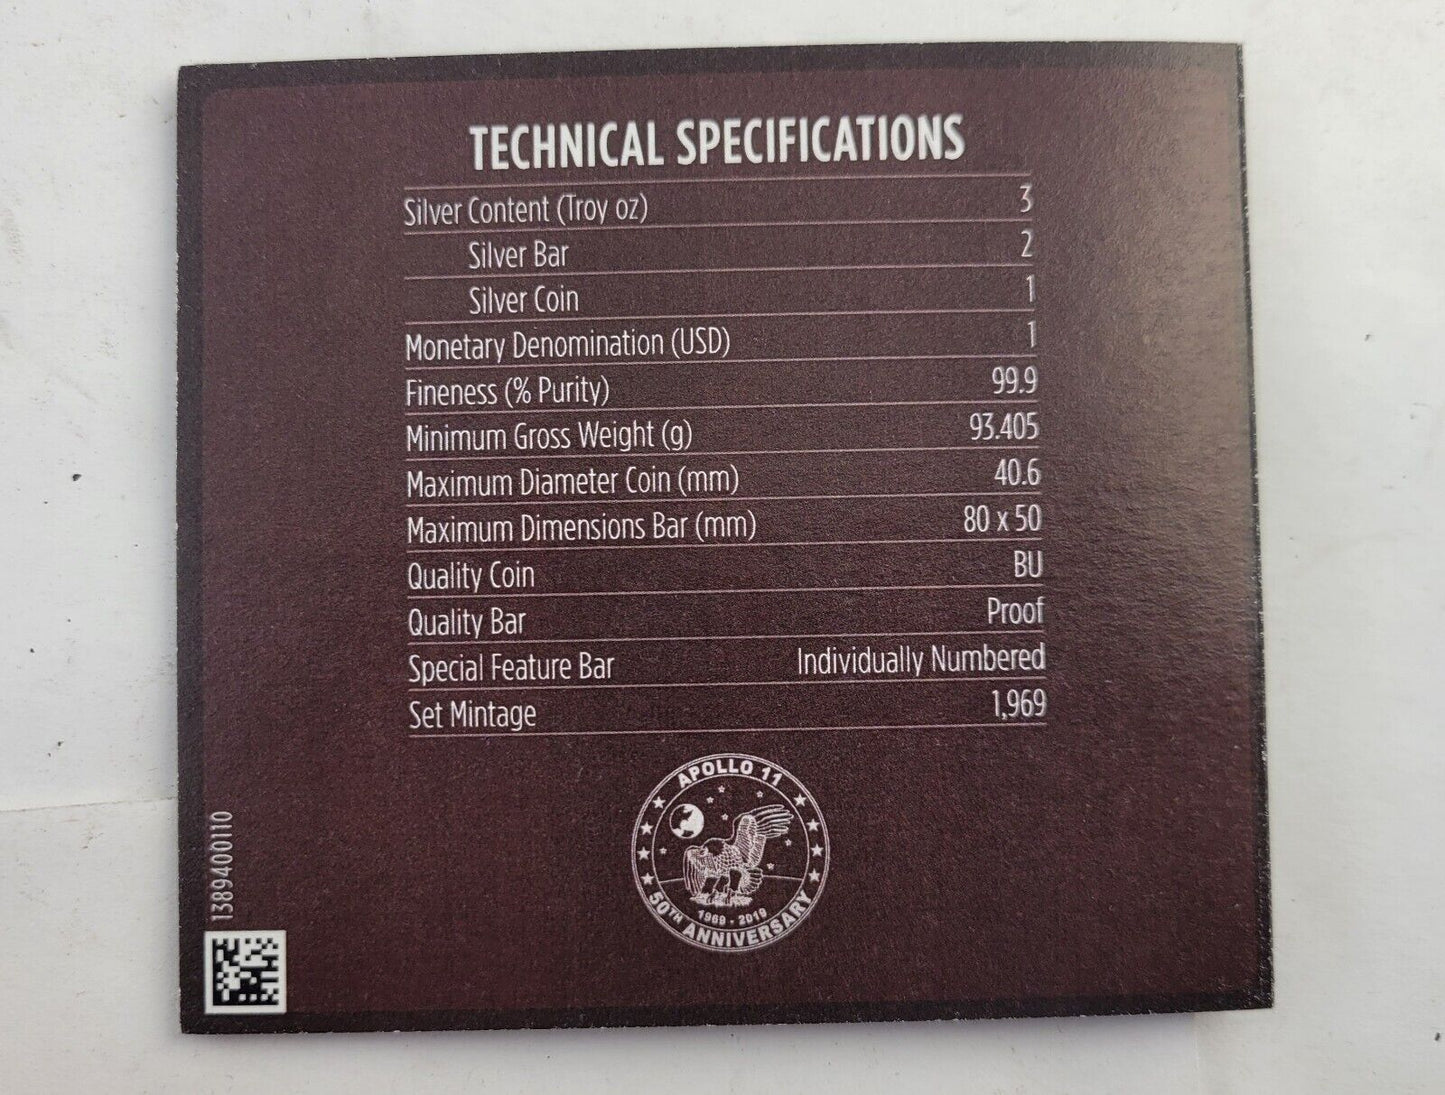 TECHNICAL SPECIFICATIONS
Silver Content (Troy oz) 3
Silver Bar 2
Silver Coin 1
Monetary Denomination (USD) 1
Fineness (% Purity) 99.9
Minimum Gross Weight (g) 93.405
Maximum Diameter Coin (mm) 40.6
Maximum Dimensions Bar (mm) 80 x 50
Quality Coin BU
Quality Bar Proof
Special Feature Bar Individually Numbered
Set Mintage 1,969
APOLLO 11
1969 - 2019
50TH ANNIVERSARY
1389400110